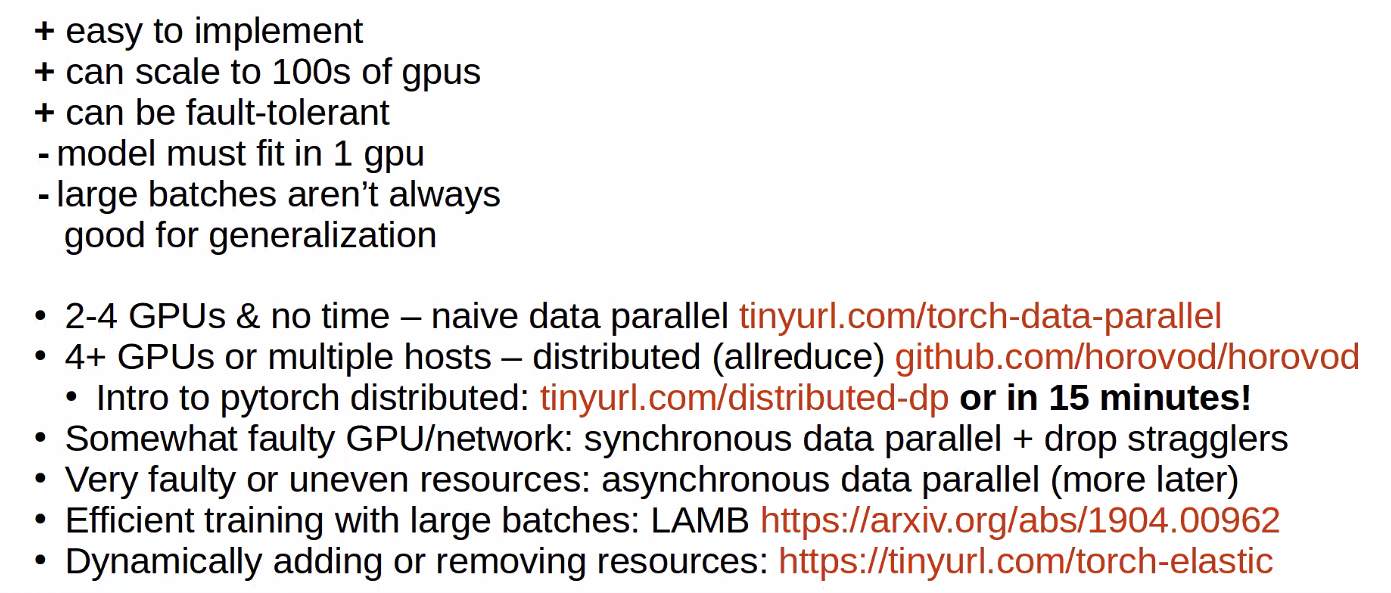 + easy to implement
+ can scale to 100s of gpus
+ can be fault-tolerant
- model must fit in 1 gpu
- large batches aren’t always
good for generalization
• 2-4 GPUs & no time – naive data parallel tinyurl.com/torch-data-parallel
• 4+ GPUs or multiple hosts – distributed (allreduce) github.com/horovod/horovod
• Intro to pytorch distributed: tinyurl.com/distributed-dp or in 15 minutes!
• Somewhat faulty GPU/network: synchronous data parallel + drop stragglers
• Very faulty or uneven resources: asynchronous data parallel (more later)
• Efficient training with large batches: LAMB https://arxiv.org/abs/1904.00962
• Dynamically adding or removing resources: https://tinyurl.com/torch-elastic